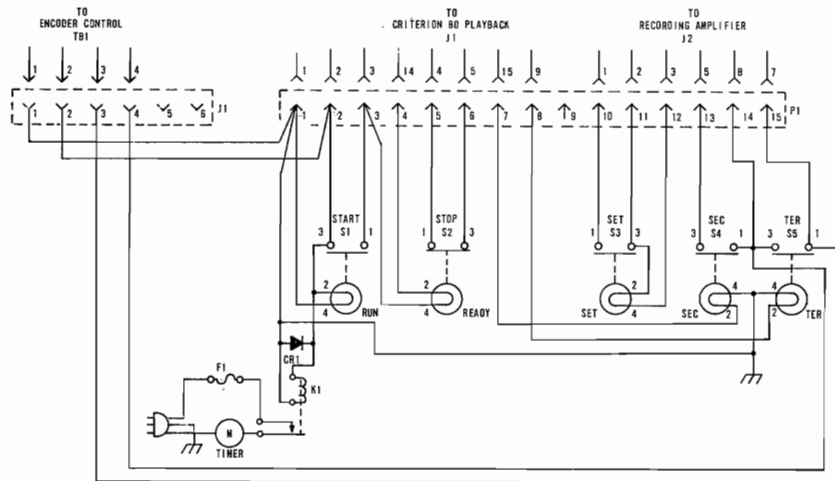 TO TO TO
ENCODER CONTROL CRITERION 80 PLAYBACK RECORDING AMPLIFIER
TB1 J1 J2
1 2 3 4 1 2 3 14 4 5 15 9 1 2 3 5 8 7
J1 P1
1 2 3 4 5 6 1 2 3 4 5 6 7 8 9 10 11 12 13 14 15
START STOP SET SEC TER
3 S1 1 1 S2 3 1 S3 3 3 S4 1 3 S5 1
2 2 2 4 4
4 RUN 4 READY SET 4 SEC 2 2 TER
CR1
F1 K1
M
TIMER